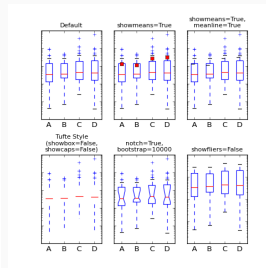 Default
showmeans=True
showmeans=True,
meanline=True
A B C D
A B C D
A B C D
Tufte Style
(showbox=False,
showcaps=False)
notch=True,
bootstrap=10000
showfliers=False
A B C D
A B C D
A B C D